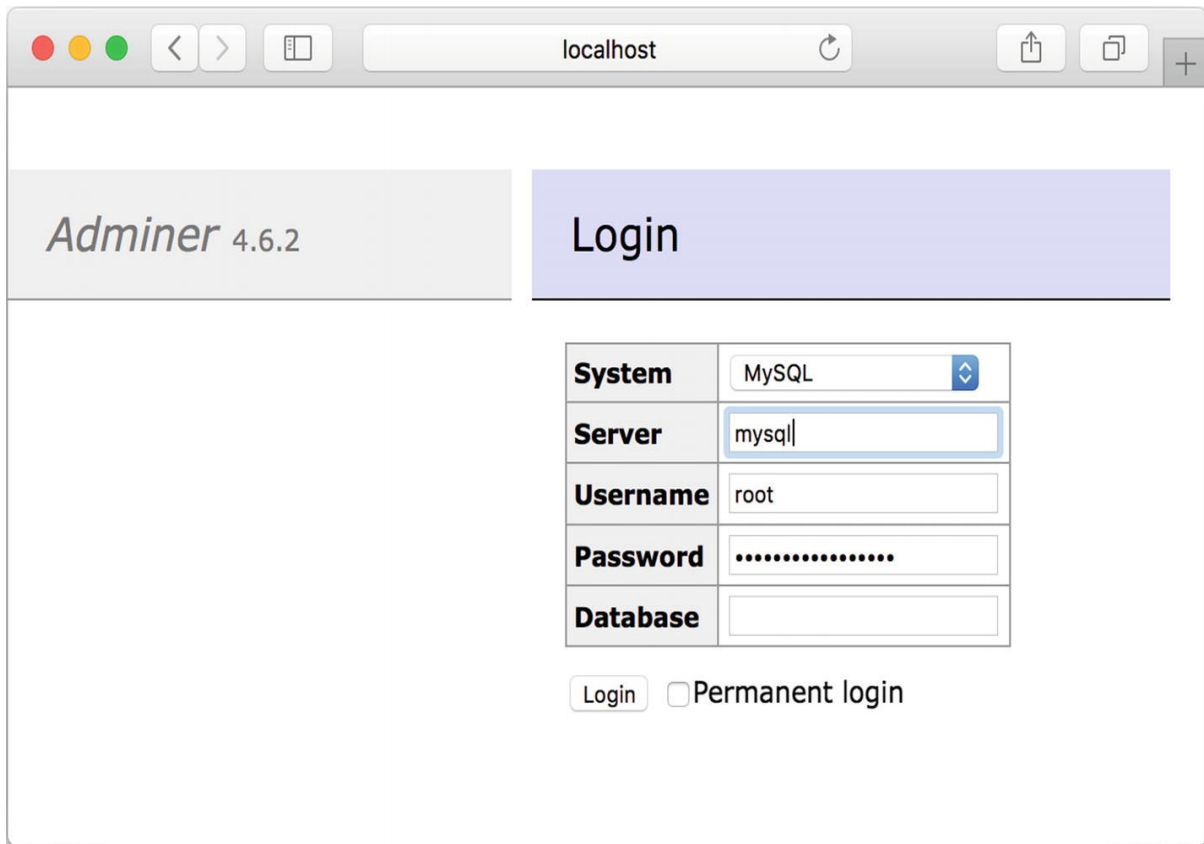 localhost
Adminer 4.6.2
Login
System MySQL
Server mysql
Username root
Password •••••••••••••••••
Database
Login Permanent login